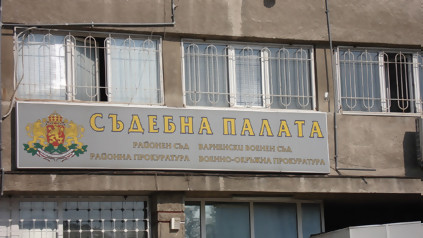 СЪДЕБНА ПАЛАТА
РАЙОНЕН СЪД ВАРНЕНСКИ ВОЕНЕН СЪД
РАЙОННА ПРОКУРАТУРА ВОЕННО-ОКРЪЖНА ПРОКУРАТУРА